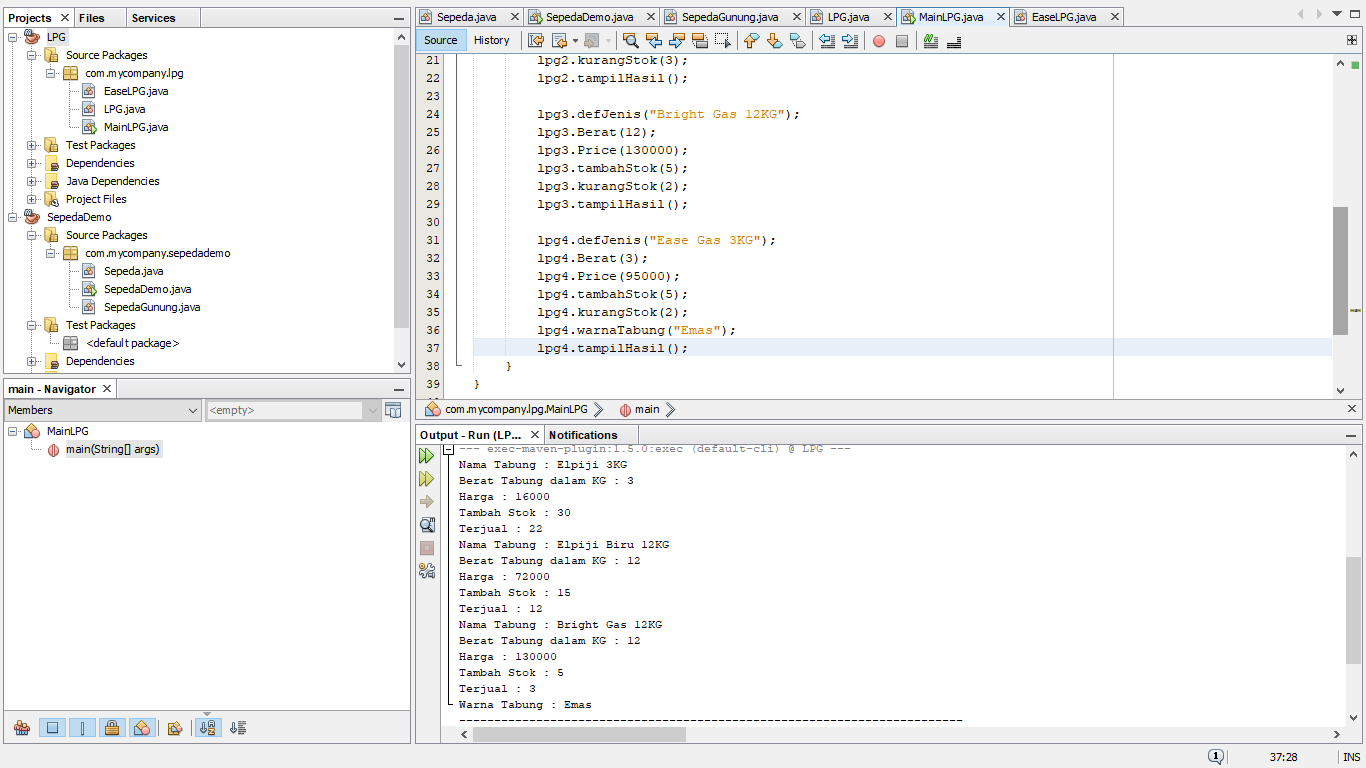 Projects Files Services
LPG
Source Packages
com.mycompany.lpg
EaseLPG.java
LPG.java
MainLPG.java
Test Packages
Dependencies
Java Dependencies
Project Files
SepedaDemo
Source Packages
com.mycompany.sepedademo
Sepeda.java
SepedaDemo.java
SepedaGunung.java
Test Packages
<default package>
Dependencies
main - Navigator
Members <empty>
MainLPG
main(String[] args)
Sepeda.java SepedaDemo.java SepedaGunung.java LPG.java MainLPG.java EaseLPG.java
Source History
21 lpg2.kurangStok(3);
22 lpg2.tampilHasil();
23
24 lpg3.defJenis("Bright Gas 12KG");
25 lpg3.Berat(12);
26 lpg3.Price(130000);
27 lpg3.tambahStok(5);
28 lpg3.kurangStok(2);
29 lpg3.tampilHasil();
30
31 lpg4.defJenis("Ease Gas 3KG");
32 lpg4.Berat(3);
33 lpg4.Price(95000);
34 lpg4.tambahStok(5);
35 lpg4.kurangStok(2);
36 lpg4.warnaTabung("Emas");
37 lpg4.tampilHasil();
38 }
39 }
com.mycompany.lpg.MainLPG main
Output - Run (LP... Notifications
--- exec-maven-plugin:1.5.0:exec (default-cli) @ LPG ---
Nama Tabung : Elpiji 3KG
Berat Tabung dalam KG : 3
Harga : 16000
Tambah Stok : 30
Terjual : 22
Nama Tabung : Elpiji Biru 12KG
Berat Tabung dalam KG : 12
Harga : 72000
Tambah Stok : 15
Terjual : 12
Nama Tabung : Bright Gas 12KG
Berat Tabung dalam KG : 12
Harga : 130000
Tambah Stok : 5
Terjual : 3
Warna Tabung : Emas
------------------------------------------------------------------------
1 37:28 INS